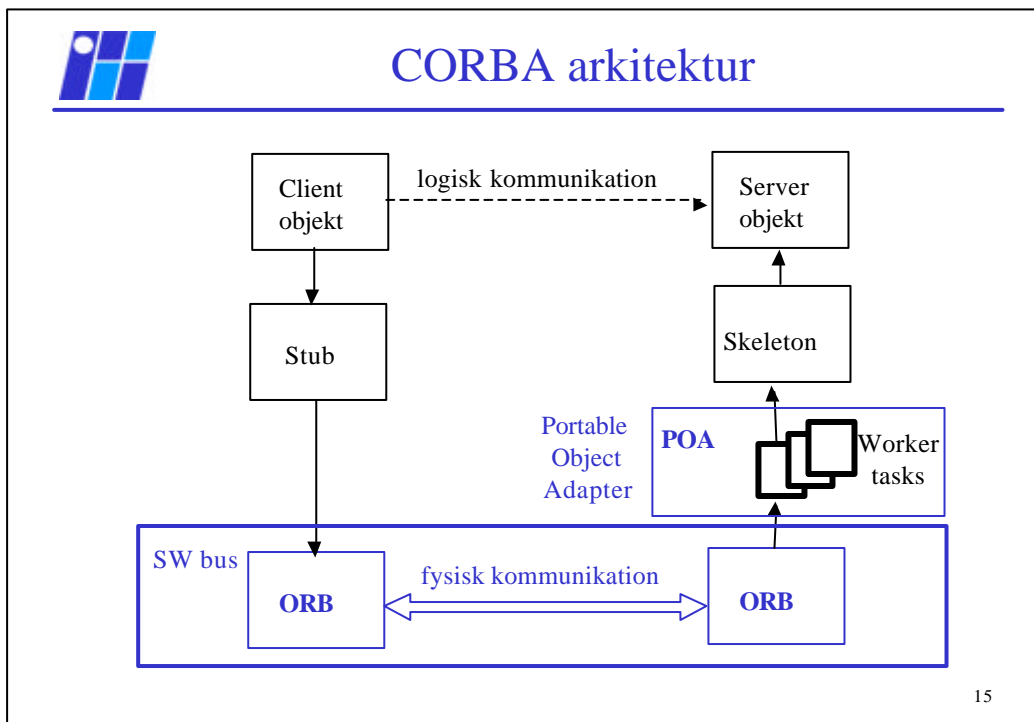 CORBA arkitektur
Client
objekt
logisk kommunikation
Server
objekt
Stub
Skeleton
Portable
Object
Adapter
POA
Worker
tasks
SW bus
ORB
fysisk kommunikation
ORB
15